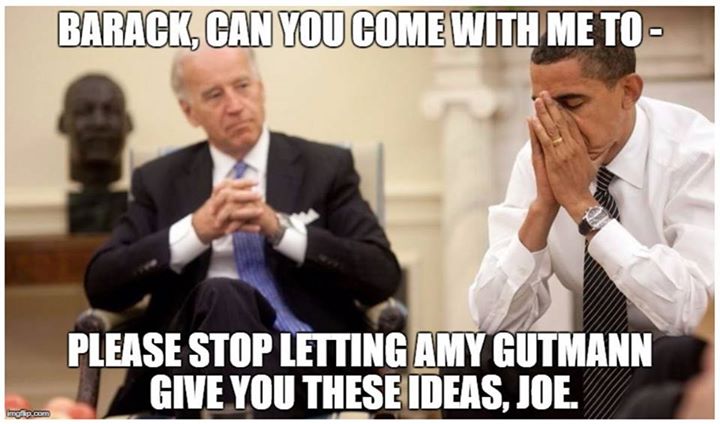 BARACK, CAN YOU COME WITH ME TO -
PLEASE STOP LETTING AMY GUTMANN
GIVE YOU THESE IDEAS, JOE.
imgflip.com